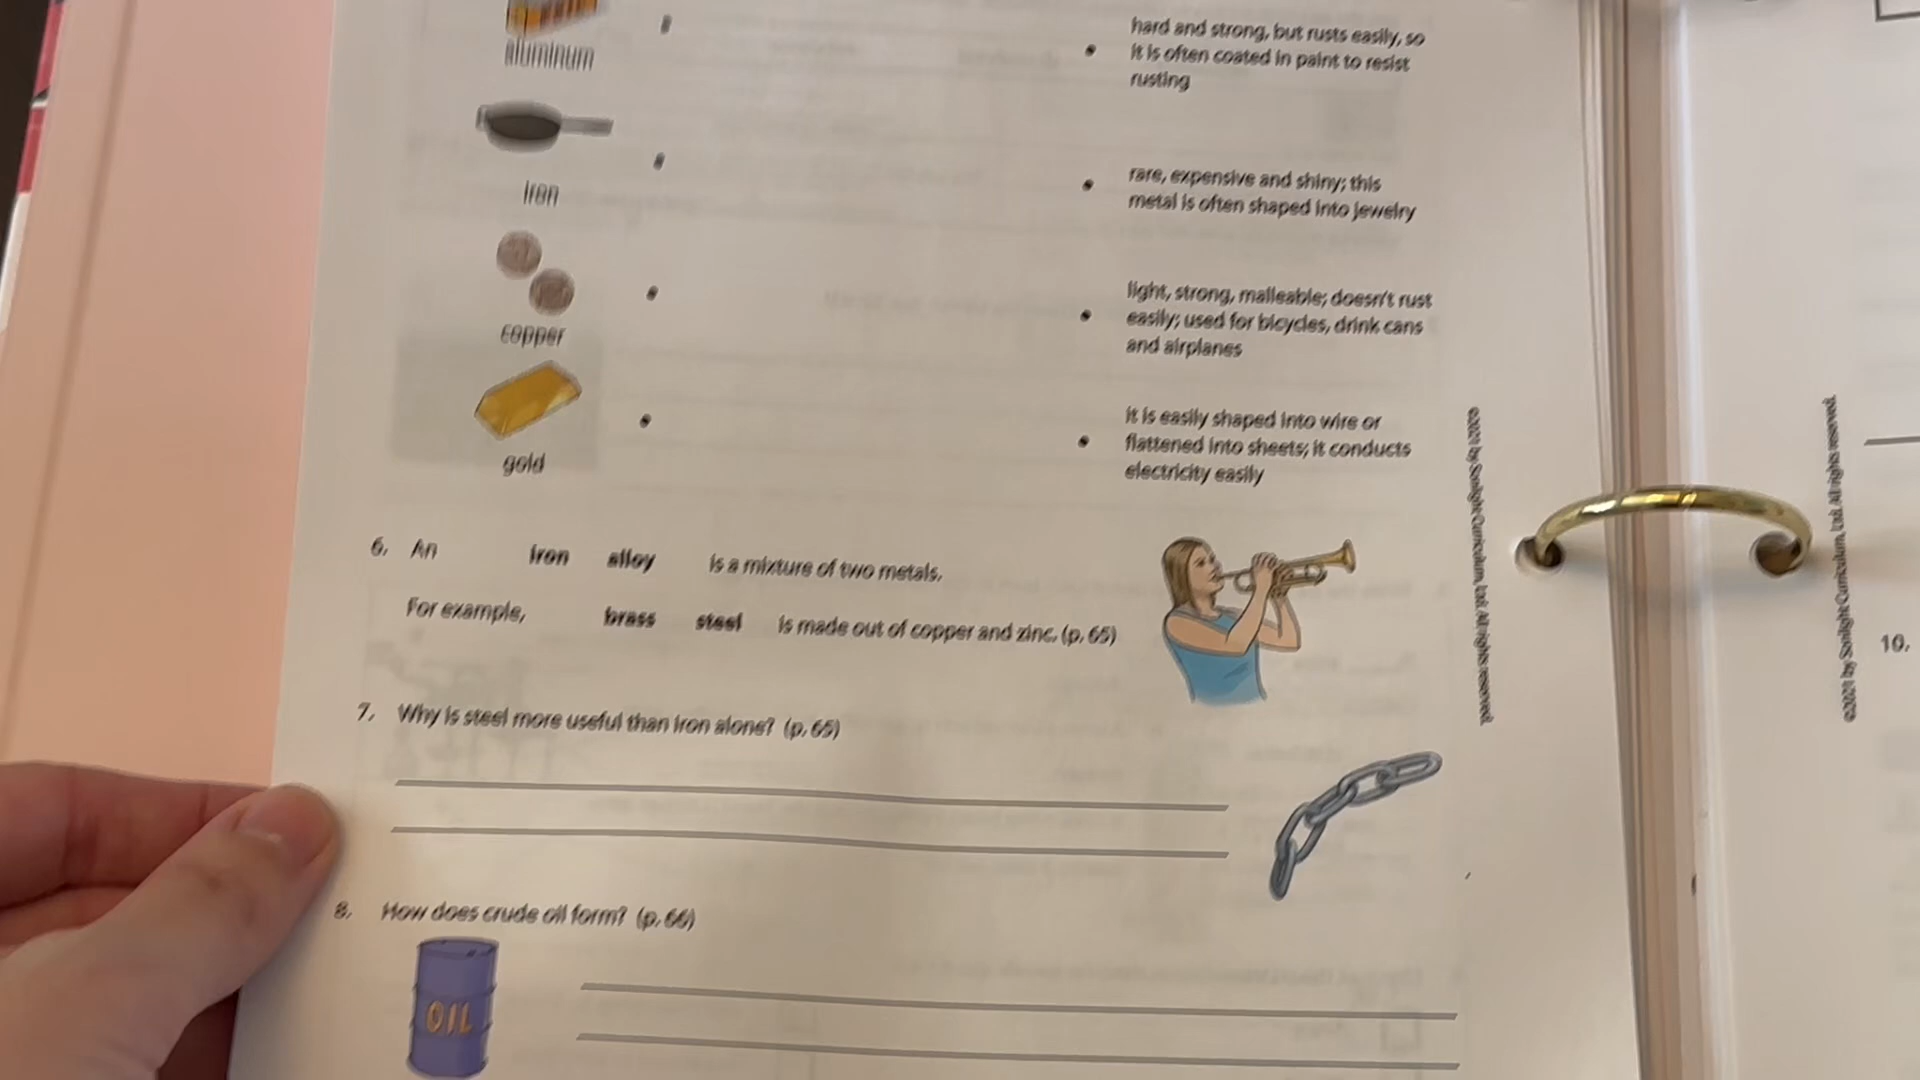 aluminum
iron
copper
gold
hard and strong, but rusts easily, so
it is often coated in paint to resist
rusting
rare, expensive and shiny; this
metal is often shaped into jewelry
light, strong, malleable; doesn't rust
easily; used for bicycles, drink cans
and airplanes
it is easily shaped into wire or
flattened into sheets; it conducts
electricity easily
6. An iron alloy is a mixture of two metals.
For example, brass steel is made out of copper and zinc. (p. 65)
7. Why is steel more useful than iron alone? (p. 65)
8. How does crude oil form? (p. 66)
OIL
©2021 by Sonlight Curriculum, Ltd. All rights reserved.
©2021 by Sonlight Curriculum, Ltd. All rights reserved.
10.